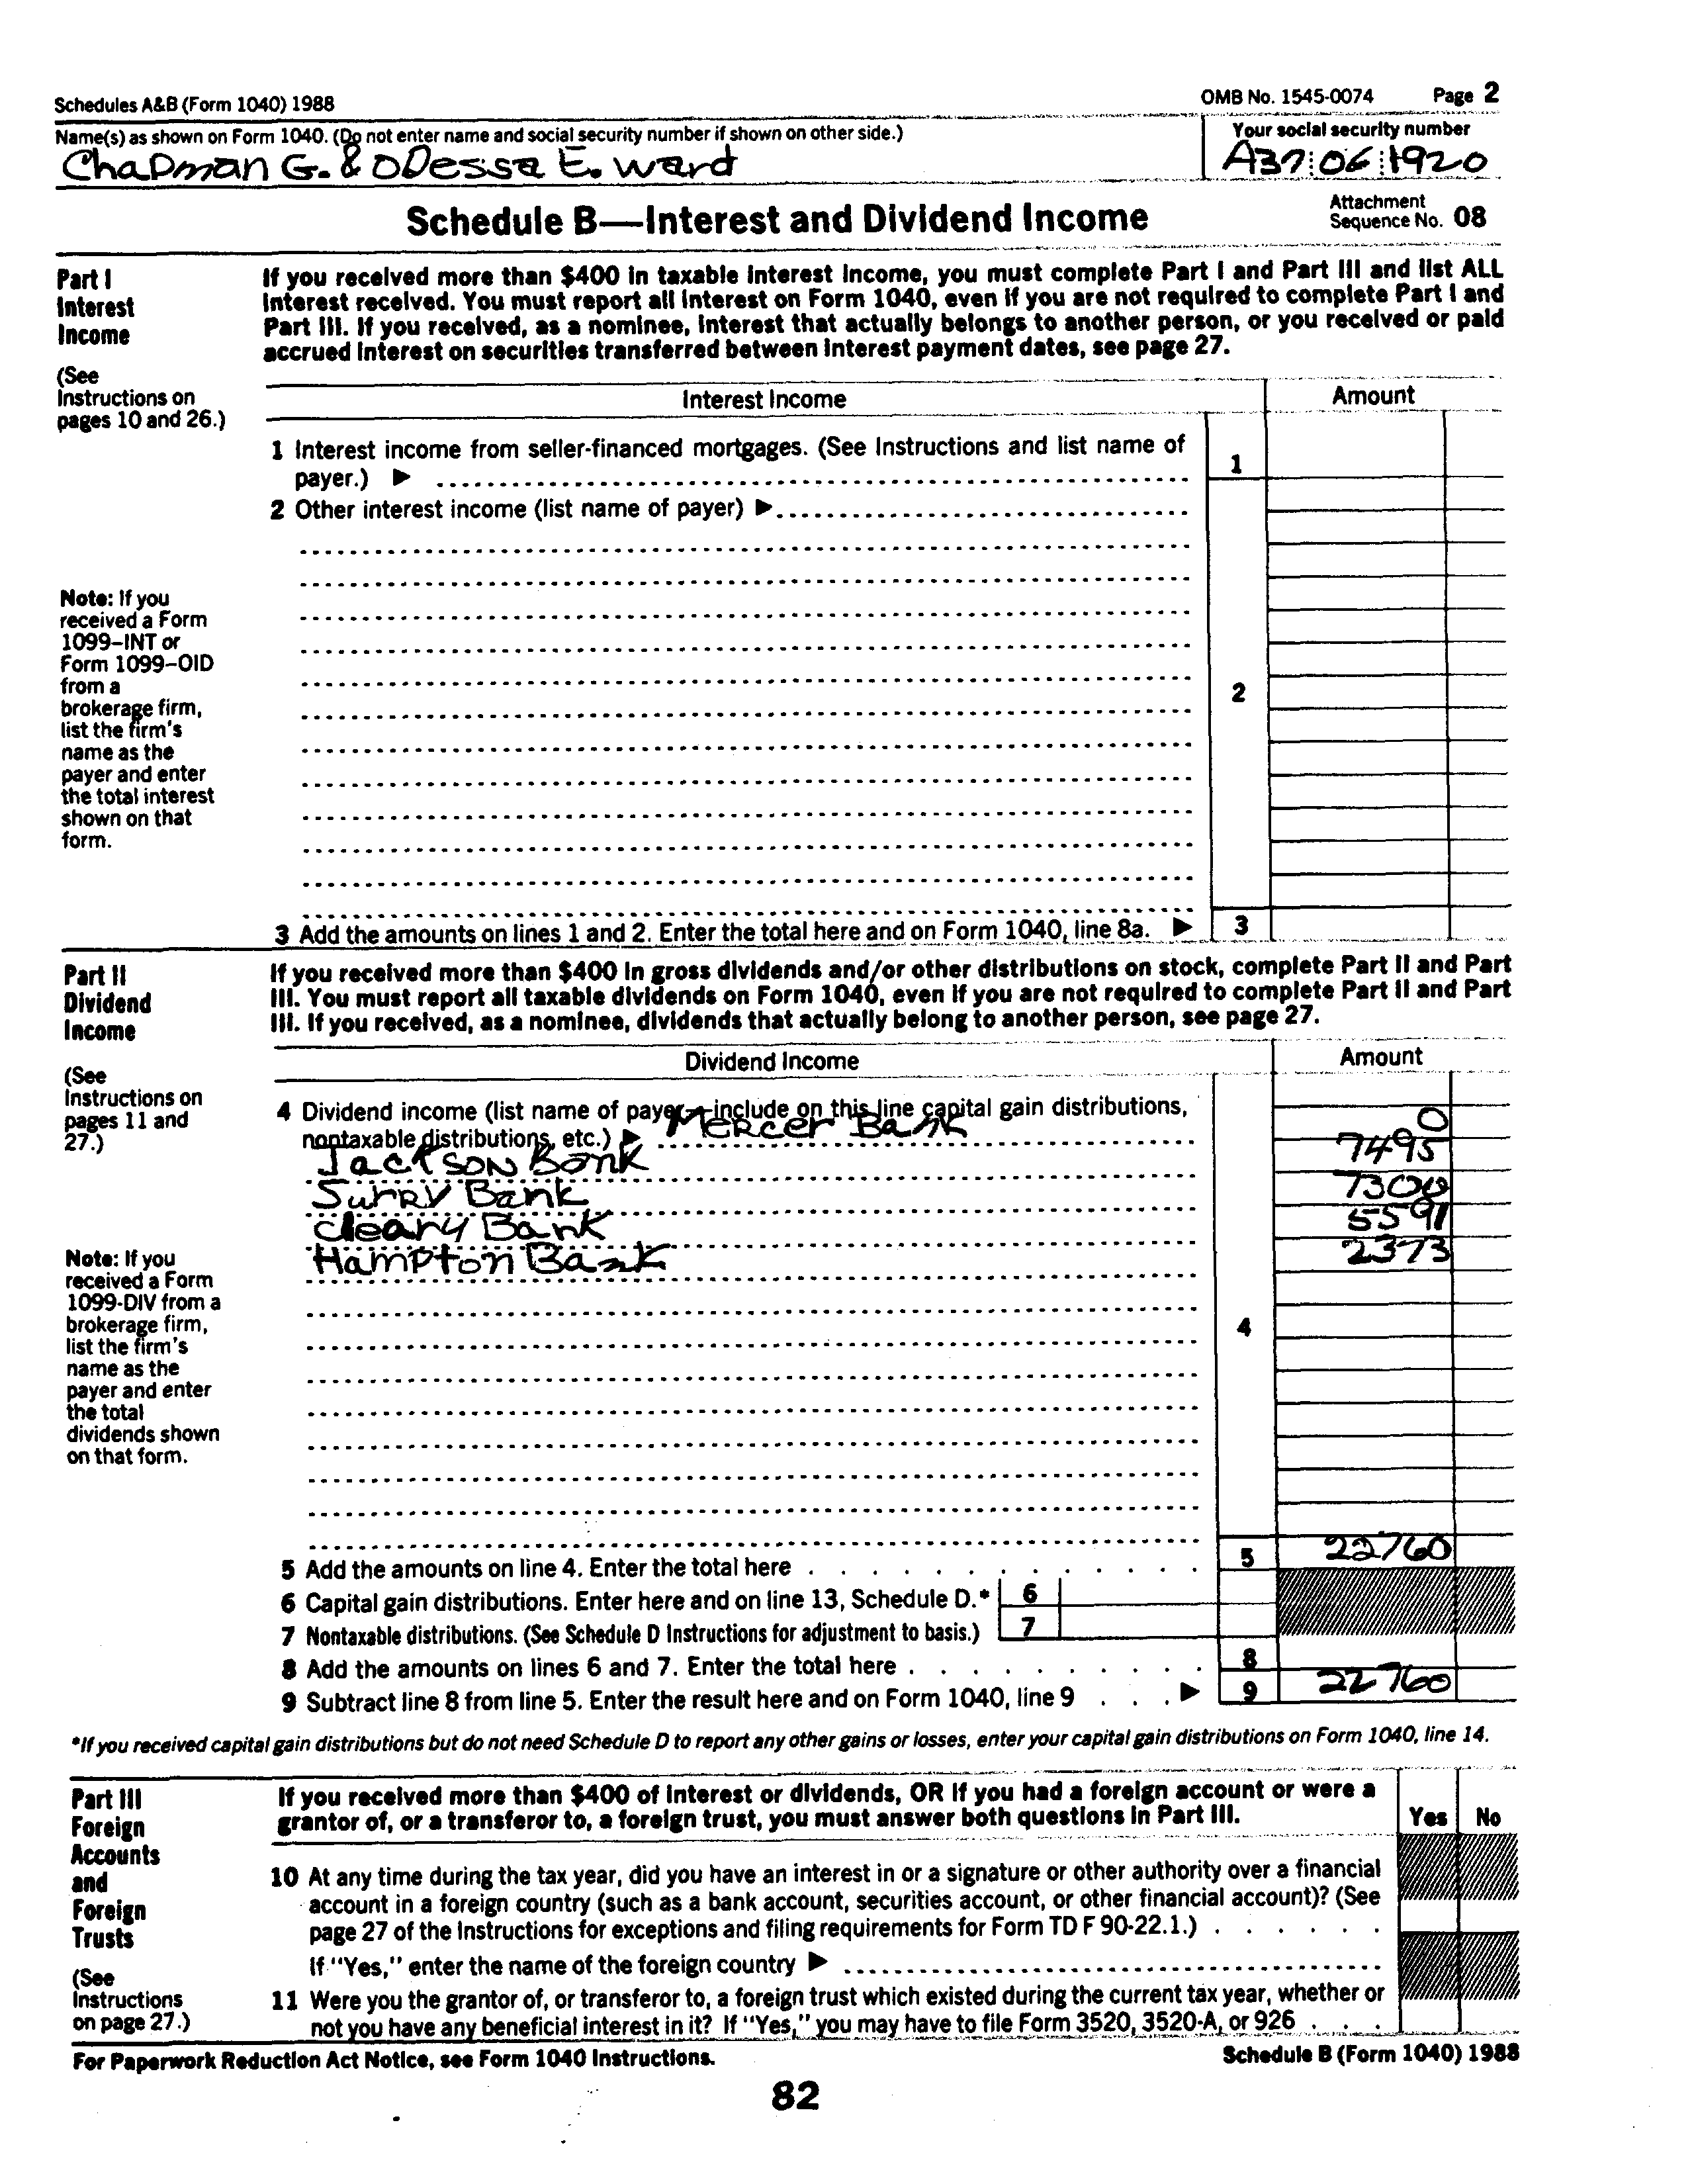 Schedules A&B (Form 1040) 1988 OMB No. 1545-0074 Page 2
Name(s) as shown on Form 1040. (Do not enter name and social security number if shown on other side.) Your social security number
Chapman G. & ODessa E. Ward A37 06 1920
Schedule B—Interest and Dividend Income Attachment Sequence No. 08
Part I
Interest
Income
(See
Instructions on
pages 10 and 26.)
If you received more than $400 in taxable interest income, you must complete Part I and Part III and list ALL
interest received. You must report all interest on Form 1040, even if you are not required to complete Part I and
Part III. If you received, as a nominee, interest that actually belongs to another person, or you received or paid
accrued interest on securities transferred between interest payment dates, see page 27.
Interest Income Amount
1 Interest income from seller-financed mortgages. (See Instructions and list name of
payer.) ▶ 1
2 Other interest income (list name of payer) ▶
Note: If you
received a Form
1099–INT or
Form 1099–OID
from a
brokerage firm,
list the firm's
name as the
payer and enter
the total interest
shown on that
form.
2
3 Add the amounts on lines 1 and 2. Enter the total here and on Form 1040, line 8a. ▶ 3
Part II
Dividend
Income
(See
Instructions on
pages 11 and
27.)
If you received more than $400 in gross dividends and/or other distributions on stock, complete Part II and Part
III. You must report all taxable dividends on Form 1040, even if you are not required to complete Part II and Part
III. If you received, as a nominee, dividends that actually belong to another person, see page 27.
Dividend Income Amount
4 Dividend income (list name of payer—include on this line capital gain distributions,
nontaxable distributions, etc.) ▶ Mercer Bank 0
Jackson Bank 7495
Surry Bank 7300
Cleary Bank 5591
Hampton Bank 2373
Note: If you
received a Form
1099-DIV from a
brokerage firm,
list the firm's
name as the
payer and enter
the total
dividends shown
on that form.
4
5 Add the amounts on line 4. Enter the total here . . . . . . . . . . . . 5 22760
6 Capital gain distributions. Enter here and on line 13, Schedule D.* 6
7 Nontaxable distributions. (See Schedule D Instructions for adjustment to basis.) 7
8 Add the amounts on lines 6 and 7. Enter the total here . . . . . . . . . . 8
9 Subtract line 8 from line 5. Enter the result here and on Form 1040, line 9 . . . ▶ 9 22760
*If you received capital gain distributions but do not need Schedule D to report any other gains or losses, enter your capital gain distributions on Form 1040, line 14.
Part III
Foreign
Accounts
and
Foreign
Trusts
(See
Instructions
on page 27.)
If you received more than $400 of interest or dividends, OR if you had a foreign account or were a
grantor of, or a transferor to, a foreign trust, you must answer both questions in Part III. Yes No
10 At any time during the tax year, did you have an interest in or a signature or other authority over a financial
account in a foreign country (such as a bank account, securities account, or other financial account)? (See
page 27 of the Instructions for exceptions and filing requirements for Form TD F 90-22.1.) . . . . . .
If "Yes," enter the name of the foreign country ▶
11 Were you the grantor of, or transferor to, a foreign trust which existed during the current tax year, whether or
not you have any beneficial interest in it? If "Yes," you may have to file Form 3520, 3520-A, or 926 . . .
For Paperwork Reduction Act Notice, see Form 1040 Instructions. Schedule B (Form 1040) 1988
82